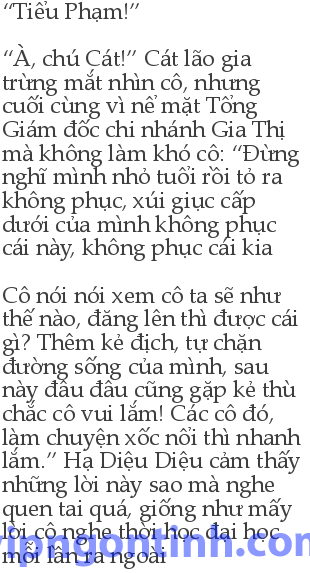 “Tiểu Phạm!”
“À, chú Cát!” Cát lão gia
trừng mắt nhìn cô, nhưng
cuối cùng vì nể mặt Tổng
Giám đốc chi nhánh Gia Thị
mà không làm khó cô: “Đừng
nghĩ mình nhỏ tuổi rồi tỏ ra
không phục, xúi giục cấp
dưới của mình không phục
cái này, không phục cái kia
Cô nói nói xem cô ta sẽ như
thế nào, đăng lên thì được cái
gì? Thêm kẻ địch, tự chặn
đường sống của mình, sau
này đâu đâu cũng gặp kẻ thù
chắc cô vui lắm! Các cô đó,
làm chuyện xốc nổi thì nhanh
lắm.” Hạ Diệu Diệu cảm thấy
những lời này sao mà nghe
quen tai quá, giống như mấy
lời cô nghe thời học đại học
mỗi lần ra ngoài
vipngontinh.com